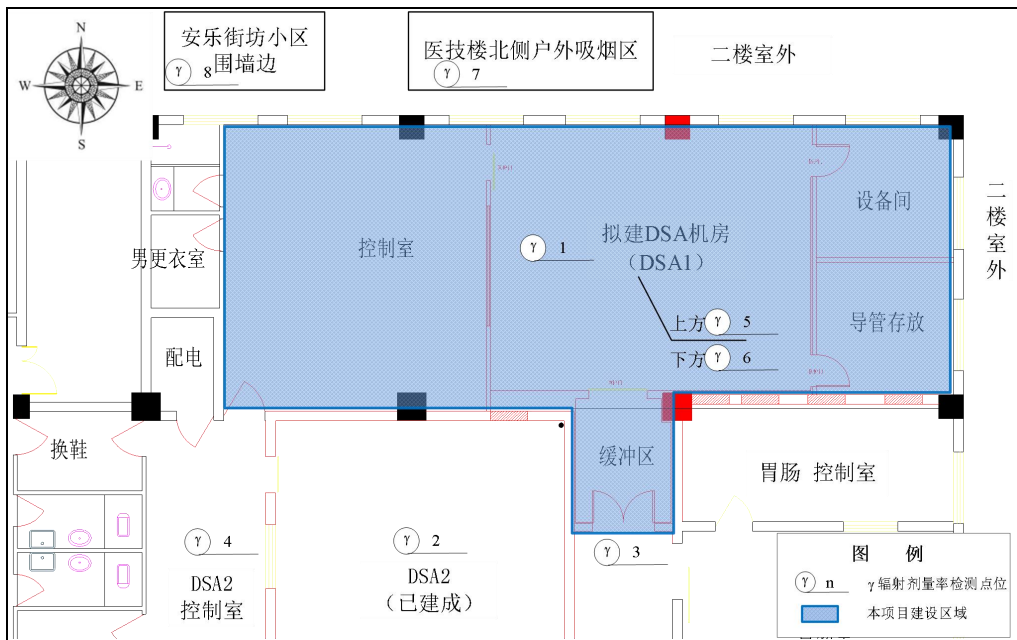 N
W
E
S
安乐街坊小区
围墙边
γ 8
医技楼北侧户外吸烟区
γ 7
二楼室外
二楼室外
设备间
控制室
拟建DSA机房
（DSA1）
γ 1
男更衣室
上方 γ 5
下方 γ 6
导管存放
配电
换鞋
缓冲区
胃肠 控制室
γ 4
DSA2
控制室
γ 2
DSA2
（已建成）
γ 3
图 例
γ n γ辐射剂量率检测点位
本项目建设区域